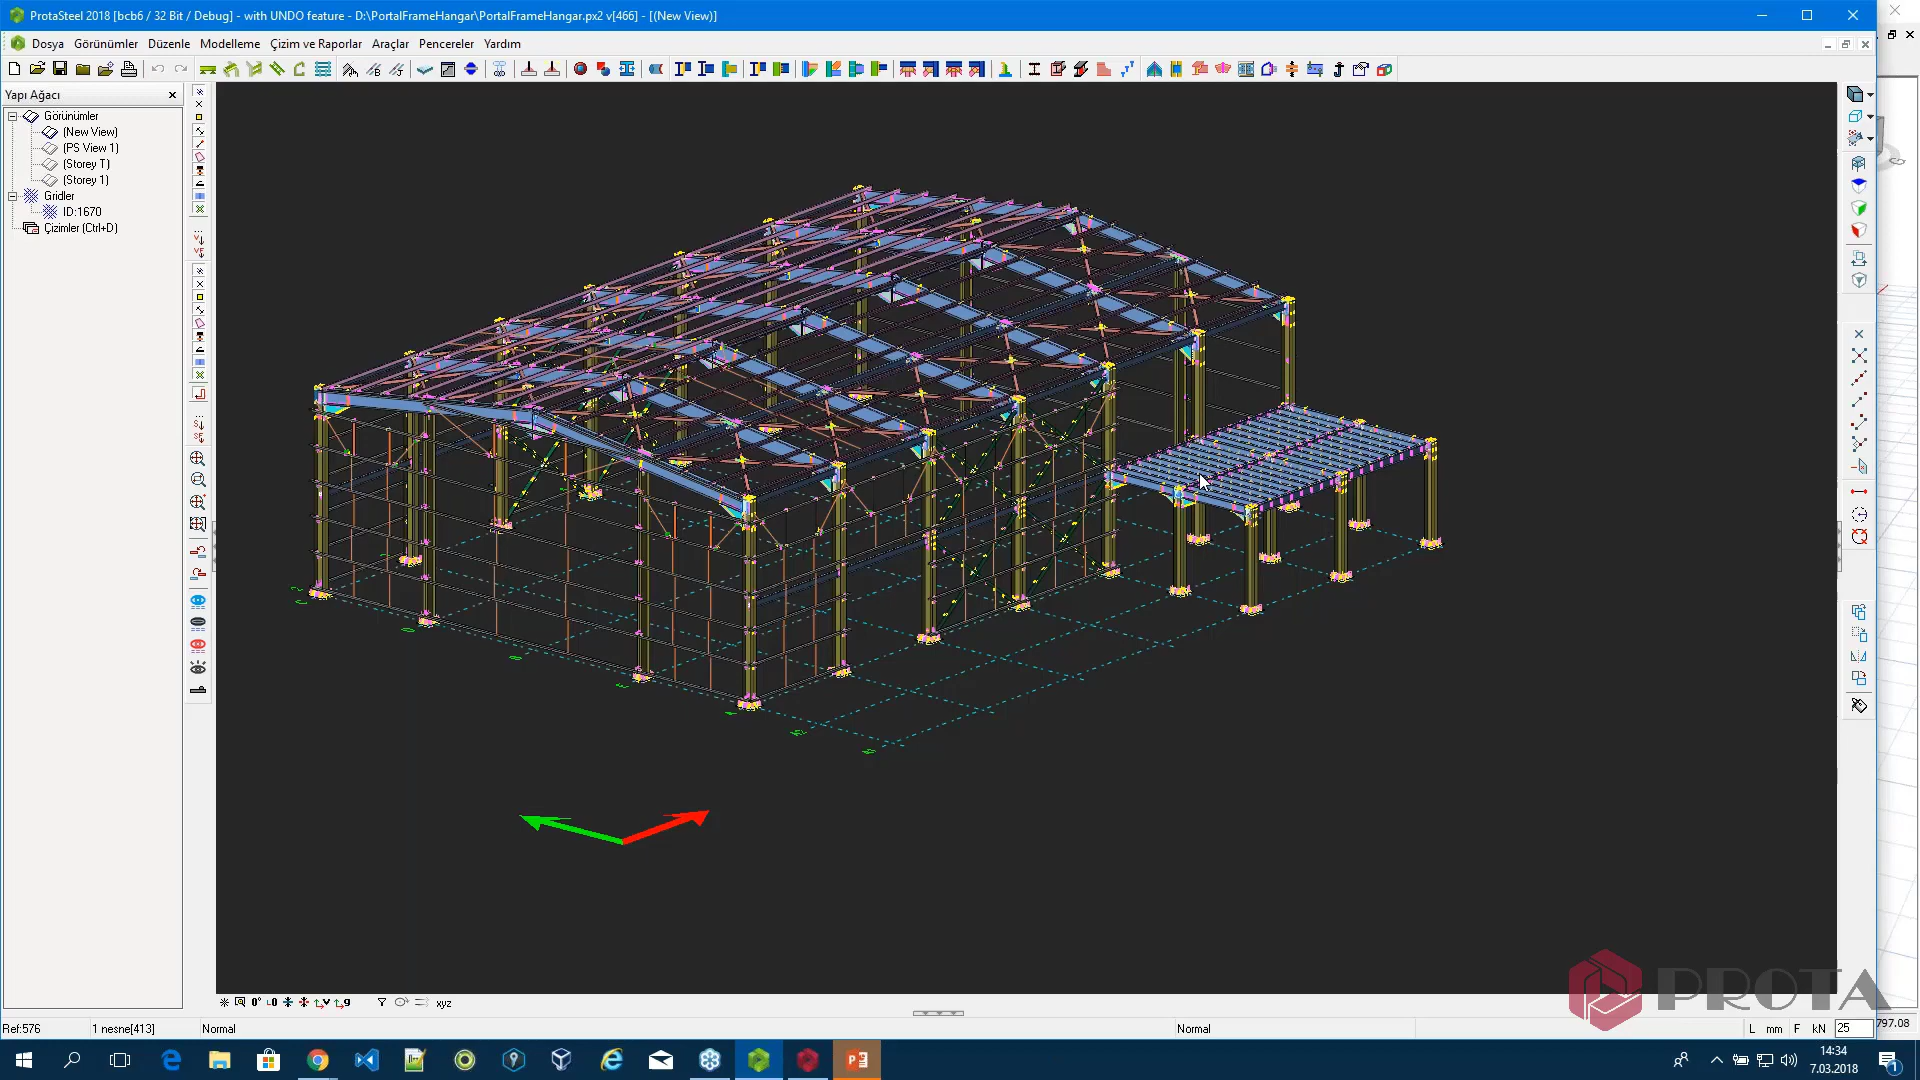 ProtaSteel 2018 [bcb6 / 32 Bit / Debug] - with UNDO feature - D:\PortalFrameHangar\PortalFrameHangar.px2 v[466] - [(New View)]
Dosya Görünümler Düzenle Modelleme Çizim ve Raporlar Araçlar Pencereler Yardım
Yapı Ağacı
Görünümler
(New View)
(PS View 1)
(Storey T)
(Storey 1)
Gridler
ID:1670
Çizimler (Ctrl+D)
xyz
PROTA
Ref:576 1 nesne[413] Normal Normal L mm F kN 25 797.08
14:34
7.03.2018